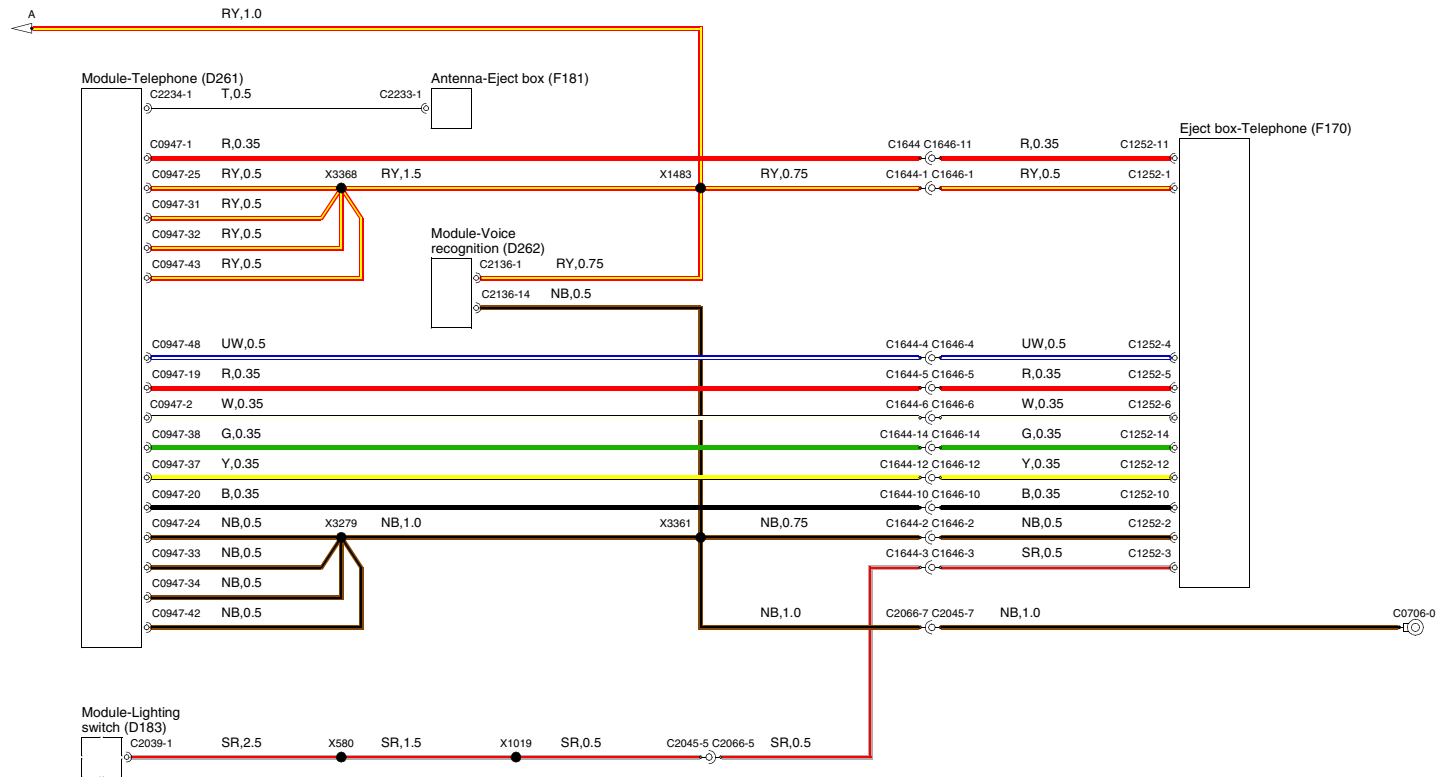 A RY,1.0
Module-Telephone (D261) Antenna-Eject box (F181)
C2234-1 T,0.5 C2233-1
Eject box-Telephone (F170)
C0947-1 R,0.35 C1644 C1646-11 R,0.35 C1252-11
C0947-25 RY,0.5 X3368 RY,1.5 X1483 RY,0.75 C1644-1 C1646-1 RY,0.5 C1252-1
C0947-31 RY,0.5
C0947-32 RY,0.5
Module-Voice
recognition (D262)
C0947-43 RY,0.5 C2136-1 RY,0.75
C2136-14 NB,0.5
C0947-48 UW,0.5 C1644-4 C1646-4 UW,0.5 C1252-4
C0947-19 R,0.35 C1644-5 C1646-5 R,0.35 C1252-5
C0947-2 W,0.35 C1644-6 C1646-6 W,0.35 C1252-6
C0947-38 G,0.35 C1644-14 C1646-14 G,0.35 C1252-14
C0947-37 Y,0.35 C1644-12 C1646-12 Y,0.35 C1252-12
C0947-20 B,0.35 C1644-10 C1646-10 B,0.35 C1252-10
C0947-24 NB,0.5 X3279 NB,1.0 X3361 NB,0.75 C1644-2 C1646-2 NB,0.5 C1252-2
C0947-33 NB,0.5 C1644-3 C1646-3 SR,0.5 C1252-3
C0947-34 NB,0.5
C0947-42 NB,0.5 NB,1.0 C2066-7 C2045-7 NB,1.0 C0706-0
Module-Lighting
switch (D183)
C2039-1 SR,2.5 X580 SR,1.5 X1019 SR,0.5 C2045-5 C2066-5 SR,0.5